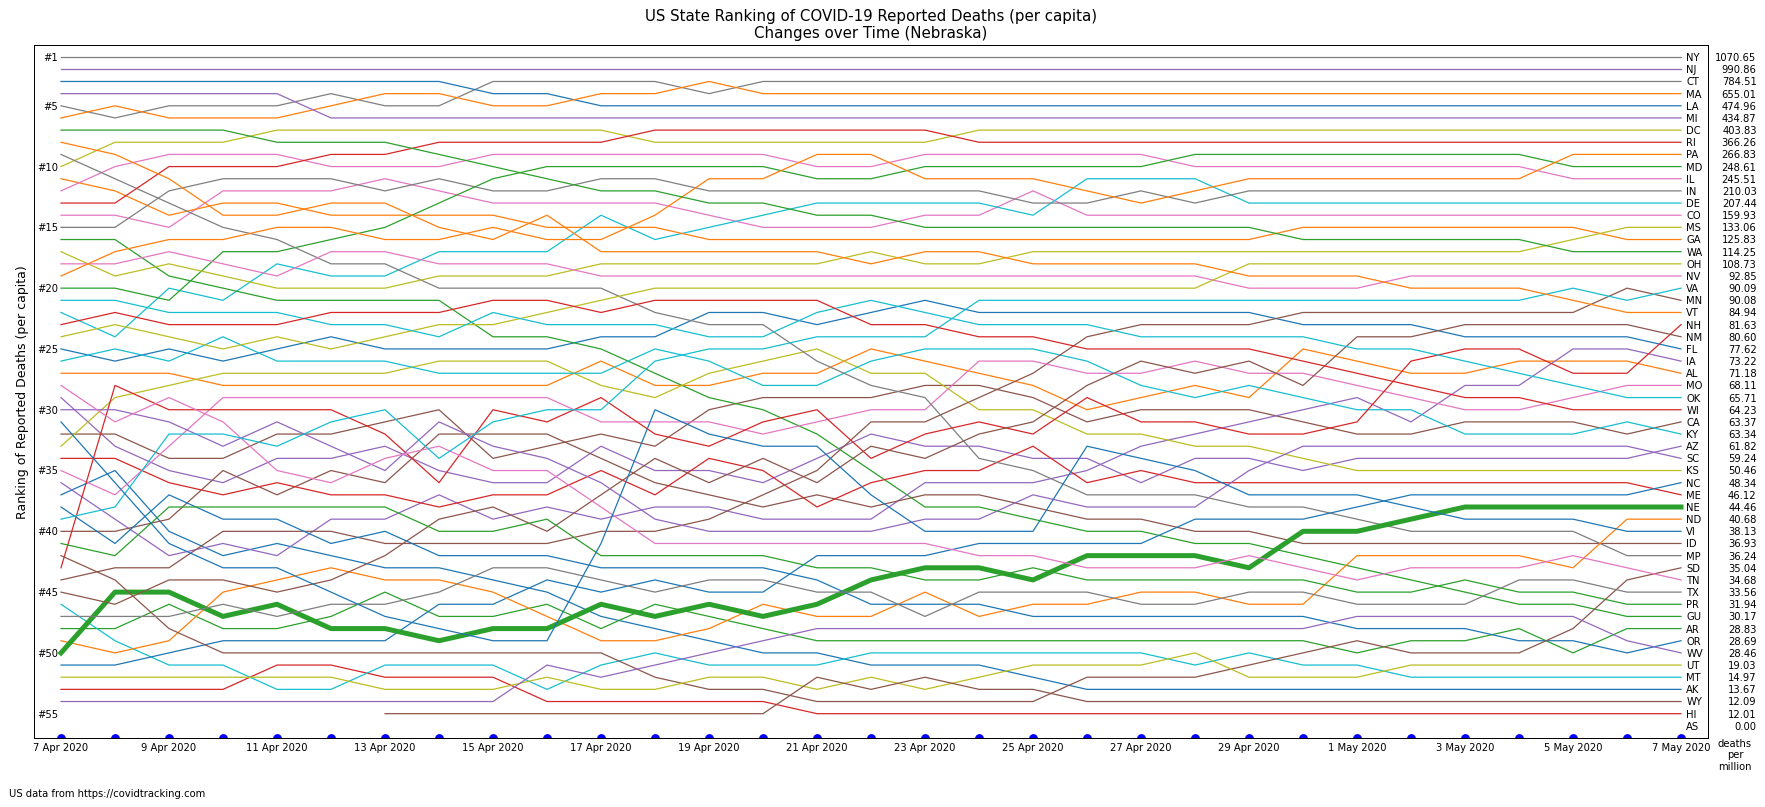 US State Ranking of COVID-19 Reported Deaths (per capita)
Changes over Time (Nebraska)
Ranking of Reported Deaths (per capita)
#1
#5
#10
#15
#20
#25
#30
#35
#40
#45
#50
#55
NY 1070.65
NJ 990.86
CT 784.51
MA 655.01
LA 474.96
MI 434.87
DC 403.83
RI 366.26
PA 266.83
MD 248.61
IL 245.51
IN 210.03
DE 207.44
CO 159.93
MS 133.06
GA 125.83
WA 114.25
OH 108.73
NV 92.85
VA 90.09
MN 90.08
VT 84.94
NH 81.63
NM 80.60
FL 77.62
IA 73.22
AL 71.18
MO 68.11
OK 65.71
WI 64.23
CA 63.37
KY 63.34
AZ 61.82
SC 59.24
KS 50.46
NC 48.34
ME 46.12
NE 44.46
ND 40.68
VI 38.13
ID 36.93
MP 36.24
SD 35.04
TN 34.68
TX 33.56
PR 31.94
GU 30.17
AR 28.83
OR 28.69
WV 28.46
UT 19.03
MT 14.97
AK 13.67
WY 12.09
HI 12.01
AS 0.00
7 Apr 2020 9 Apr 2020 11 Apr 2020 13 Apr 2020 15 Apr 2020 17 Apr 2020 19 Apr 2020 21 Apr 2020 23 Apr 2020 25 Apr 2020 27 Apr 2020 29 Apr 2020 1 May 2020 3 May 2020 5 May 2020 7 May 2020
deaths
per
million
US data from https://covidtracking.com